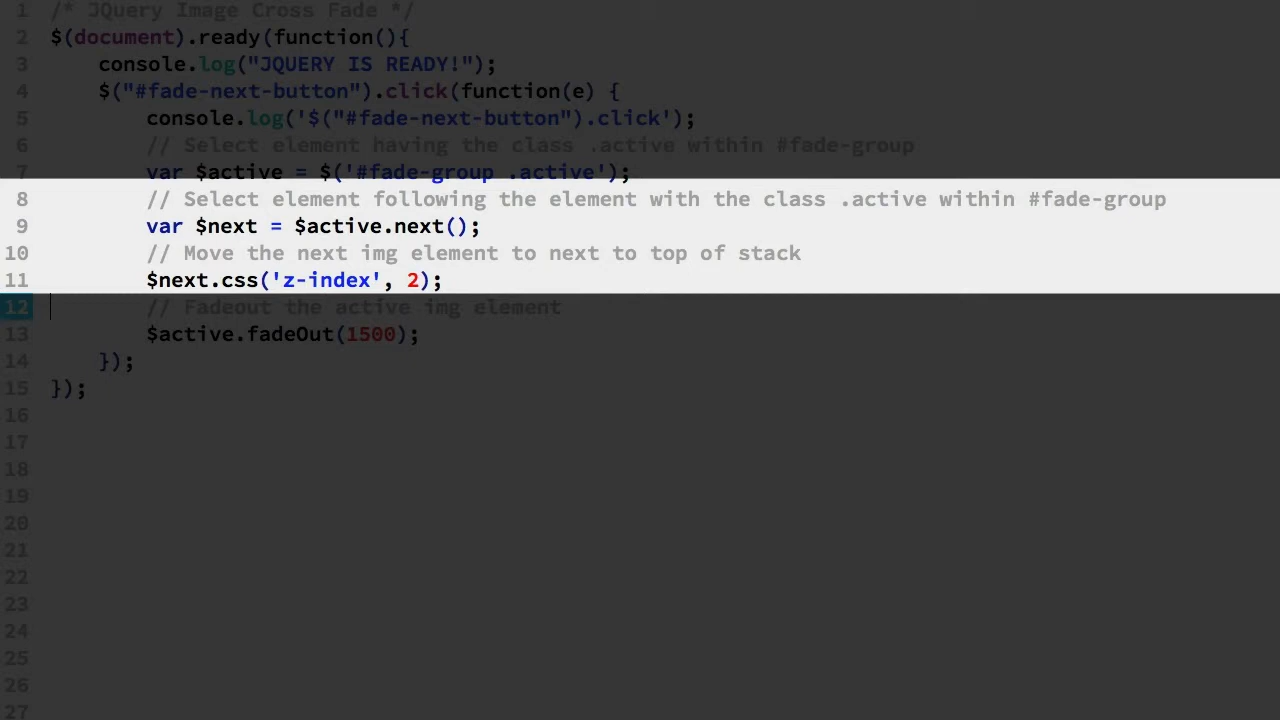 1 /* JQuery Image Cross Fade */
2 $(document).ready(function(){
3 console.log("JQUERY IS READY!");
4 $("#fade-next-button").click(function(e) {
5 console.log('$("#fade-next-button").click');
6 // Select element having the class .active within #fade-group
7 var $active = $('#fade-group .active');
8 // Select element following the element with the class .active within #fade-group
9 var $next = $active.next();
10 // Move the next img element to next to top of stack
11 $next.css('z-index', 2);
12 // Fadeout the active img element
13 $active.fadeOut(1500);
14 });
15 });
16
17
18
19
20
21
22
23
24
25
26
27